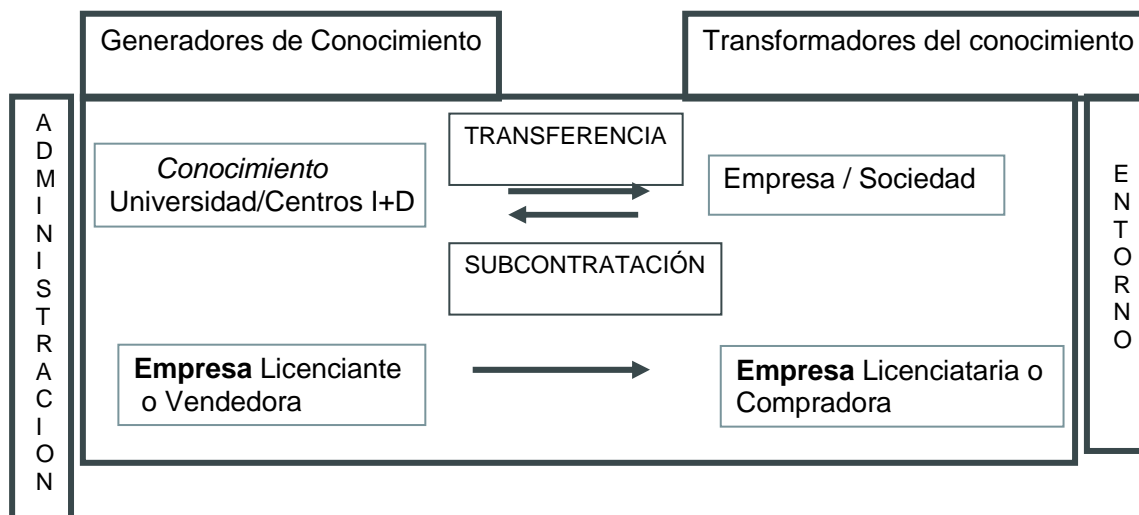 Generadores de Conocimiento
Transformadores del conocimiento
ADMINISTRACION
TRANSFERENCIA
Conocimiento
Universidad/Centros I+D
Empresa / Sociedad
SUBCONTRATACIÓN
Empresa Licenciante
o Vendedora
Empresa Licenciataria o
Compradora
ENTORNO